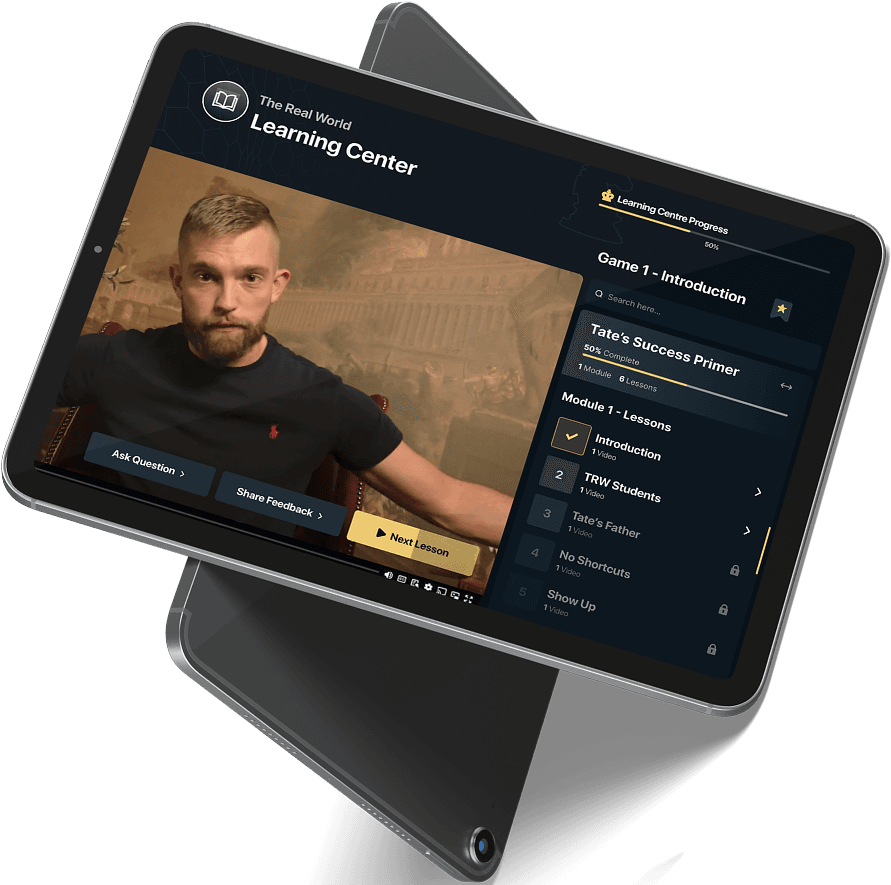 The Real World
Learning Center
Learning Centre Progress
50%
Game 1 - Introduction
Search here...
Tate's Success Primer
50% Complete
1 Module 6 Lessons
Module 1 - Lessons
Introduction
1 Video
2
TRW Students
1 Video
3
Tate's Father
1 Video
4
No Shortcuts
1 Video
5
Show Up
1 Video
Ask Question >
Share Feedback >
Next Lesson